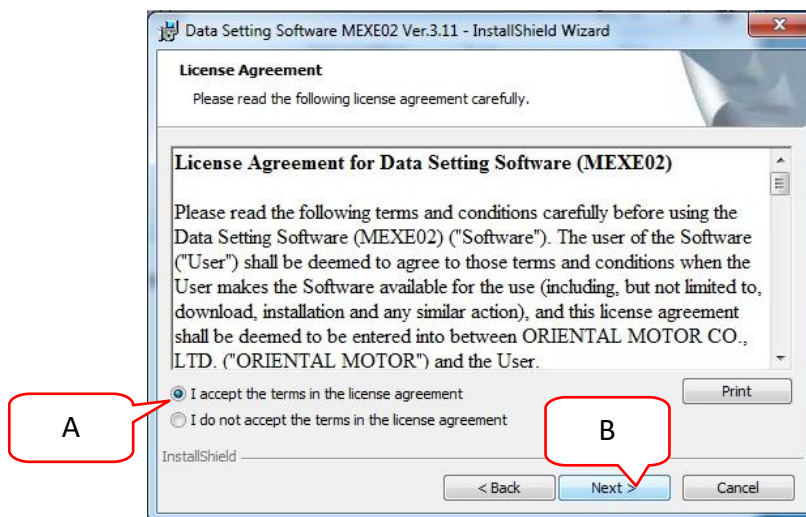 Data Setting Software MEXE02 Ver.3.11 - InstallShield Wizard
License Agreement
Please read the following license agreement carefully.
License Agreement for Data Setting Software (MEXE02)
Please read the following terms and conditions carefully before using the
Data Setting Software (MEXE02) ("Software"). The user of the Software
("User") shall be deemed to agree to those terms and conditions when the
User makes the Software available for the use (including, but not limited to,
download, installation and any similar action), and this license agreement
shall be deemed to be entered into between ORIENTAL MOTOR CO.,
LTD. ("ORIENTAL MOTOR") and the User.
I accept the terms in the license agreement
Print
A
I do not accept the terms in the license agreement
B
InstallShield
< Back
Next >
Cancel